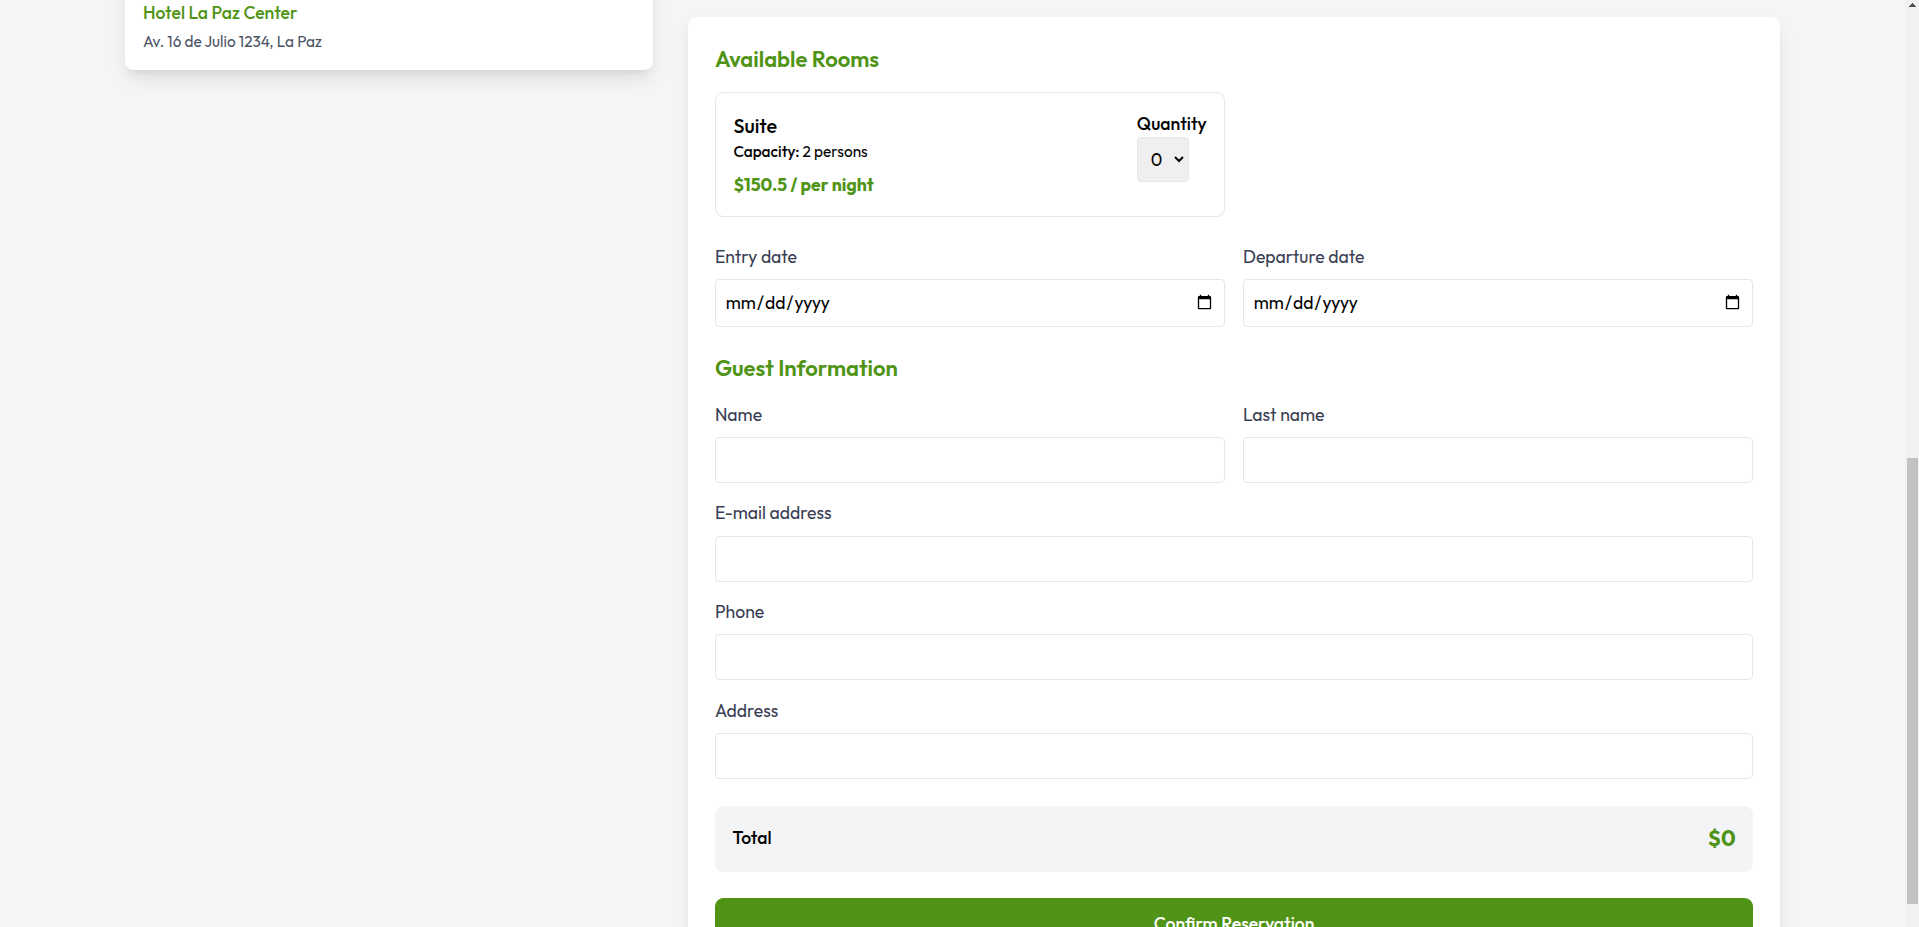 Hotel La Paz Center
Av. 16 de Julio 1234, La Paz
Available Rooms
Suite
Capacity: 2 persons
$150.5 / per night
Quantity
0
Entry date
Departure date
mm/dd/yyyy
mm/dd/yyyy
Guest Information
Name
Last name
E-mail address
Phone
Address
Total
$0
Confirm Reservation